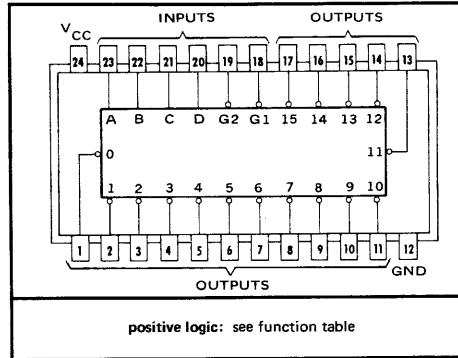 INPUTS OUTPUTS
VCC
24 23 22 21 20 19 18 17 16 15 14 13
A B C D G2 G1 15 14 13 12
0 11
1 2 3 4 5 6 7 8 9 10
1 2 3 4 5 6 7 8 9 10 11 12
OUTPUTS GND
positive logic: see function table